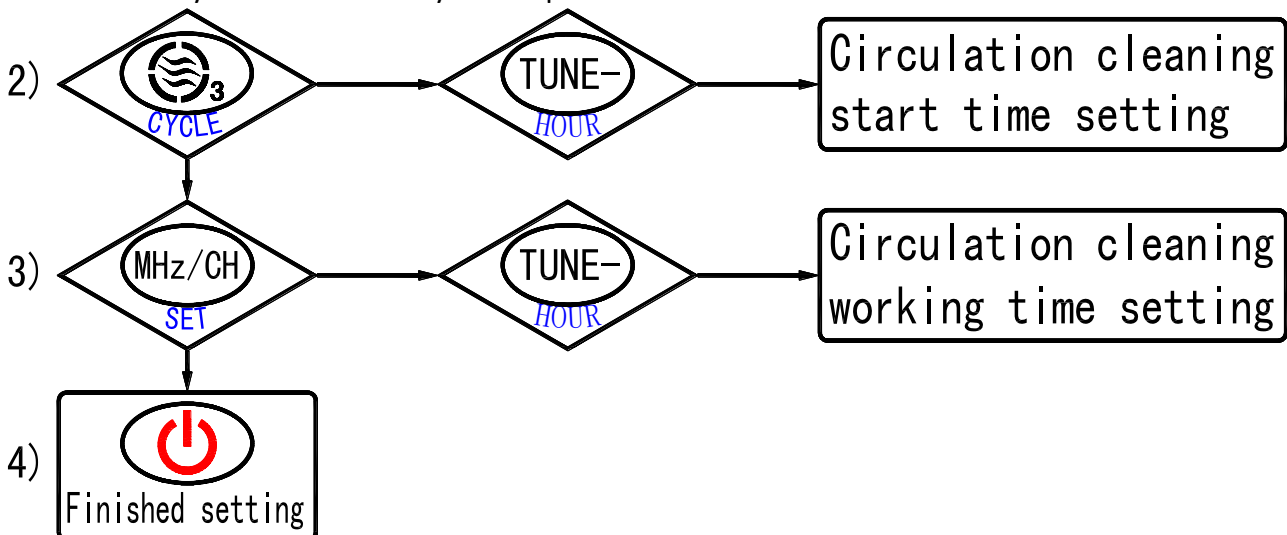 2)
3
CYCLE
TUNE-
HOUR
Circulation cleaning
start time setting
3)
MHz/CH
SET
TUNE-
HOUR
Circulation cleaning
working time setting
4)
Finished setting